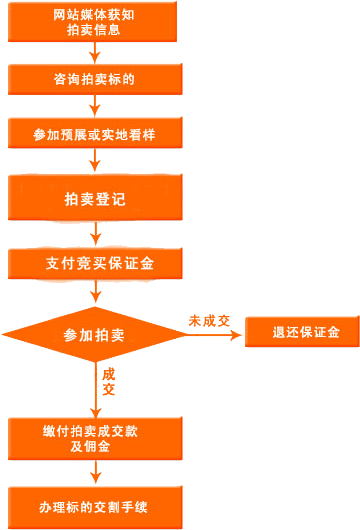 网站媒体获知
拍卖信息
咨询拍卖标的
参加预展或实地看样
拍卖登记
支付竞买保证金
参加拍卖
未成交
退还保证金
成
交
缴付拍卖成交款
及佣金
办理标的交割手续